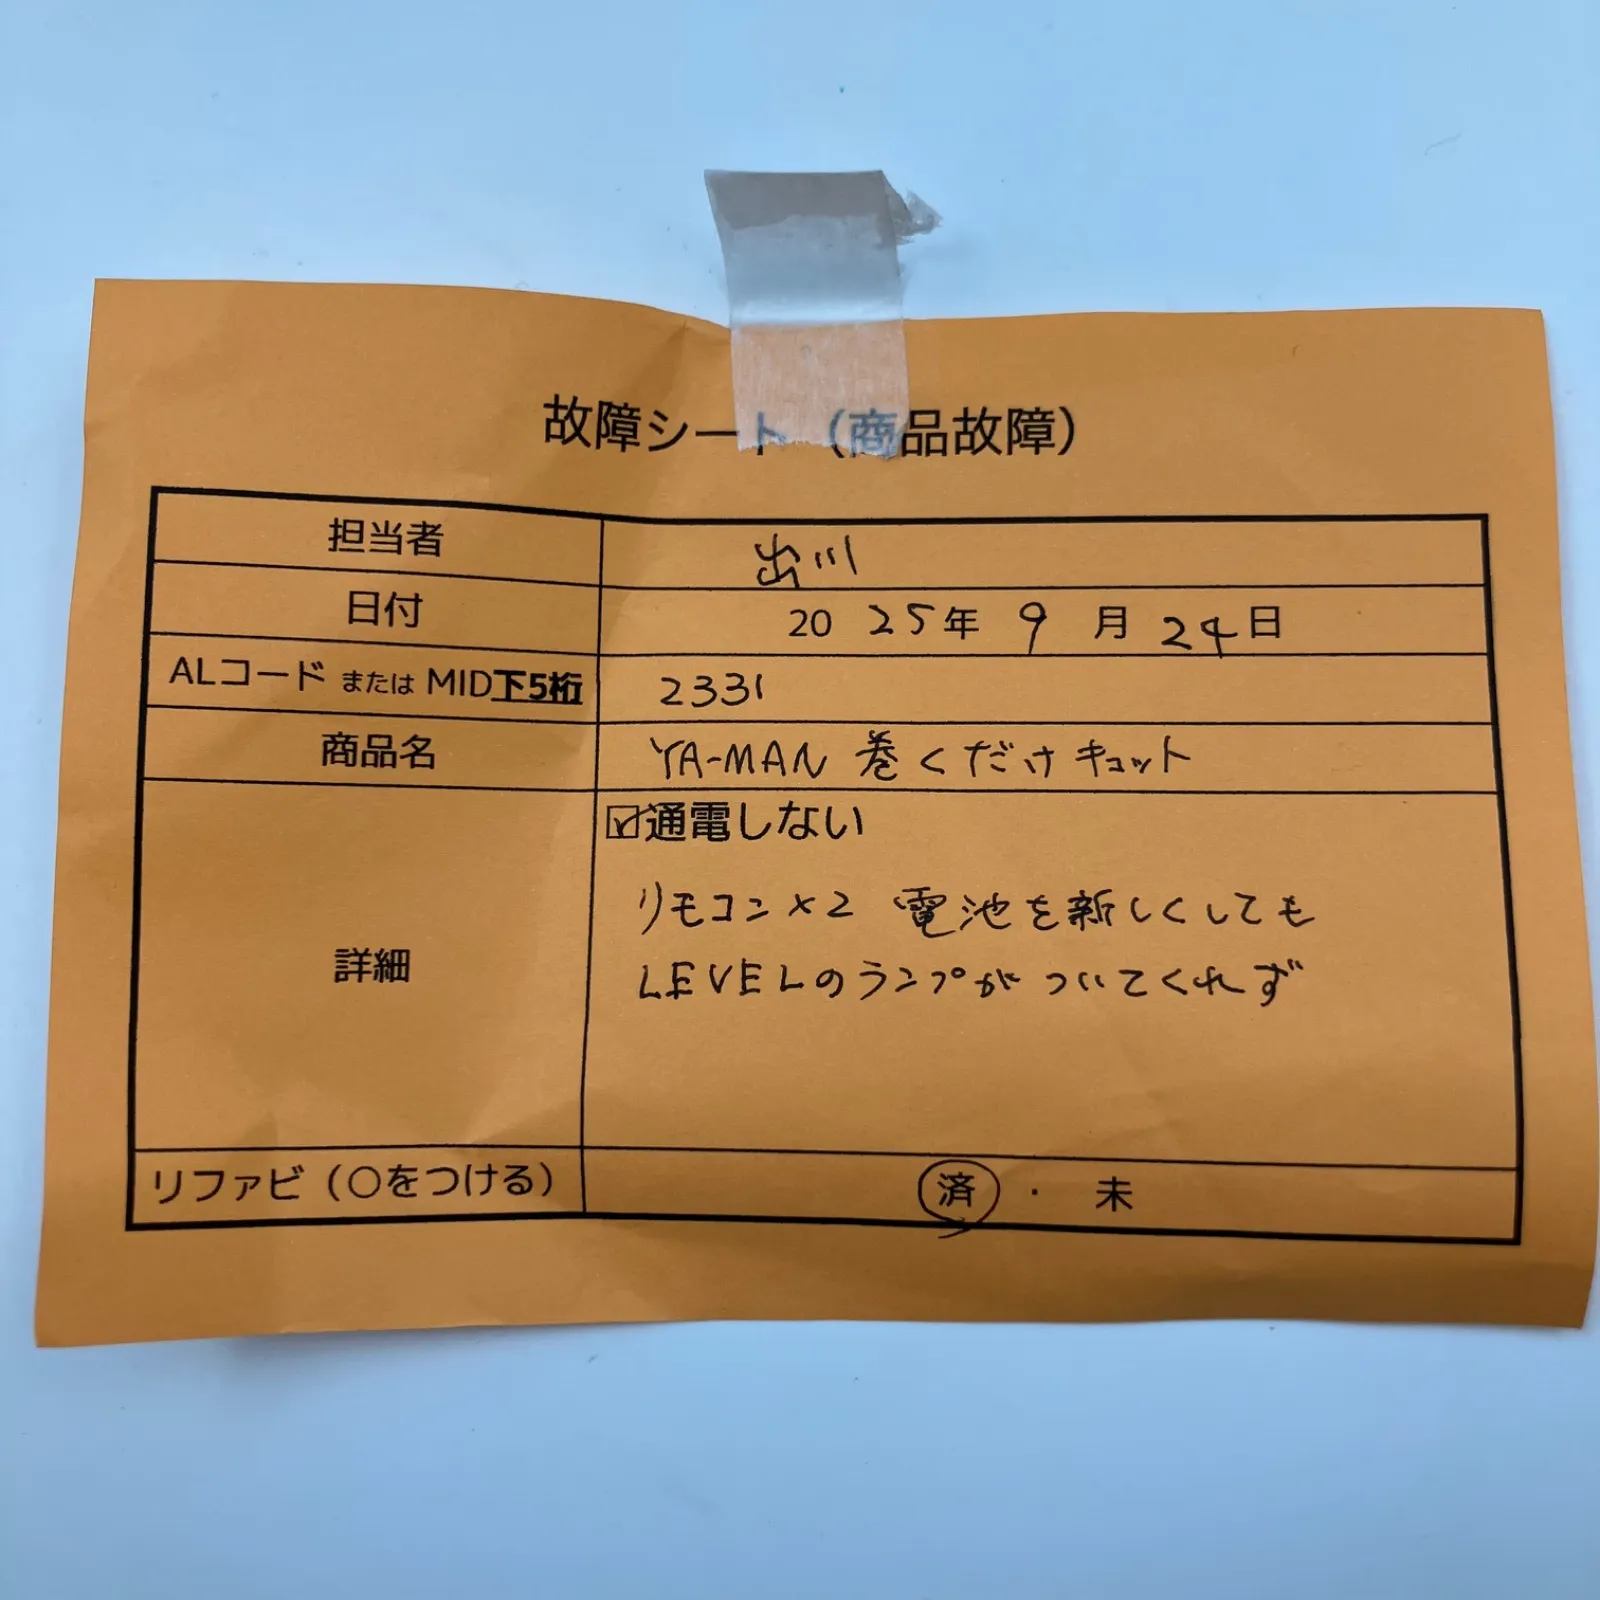 故障シート（商品故障）
担当者 出川
日付 2025年 9月 24日
ALコード または MID下5桁 2331
商品名 YA-MAN 巻くだけキュット
☑通電しない
リモコン×2 電池を新しくしても
詳細
LEVELのランプがついてくれず
リファビ（○をつける） 済 ・ 未